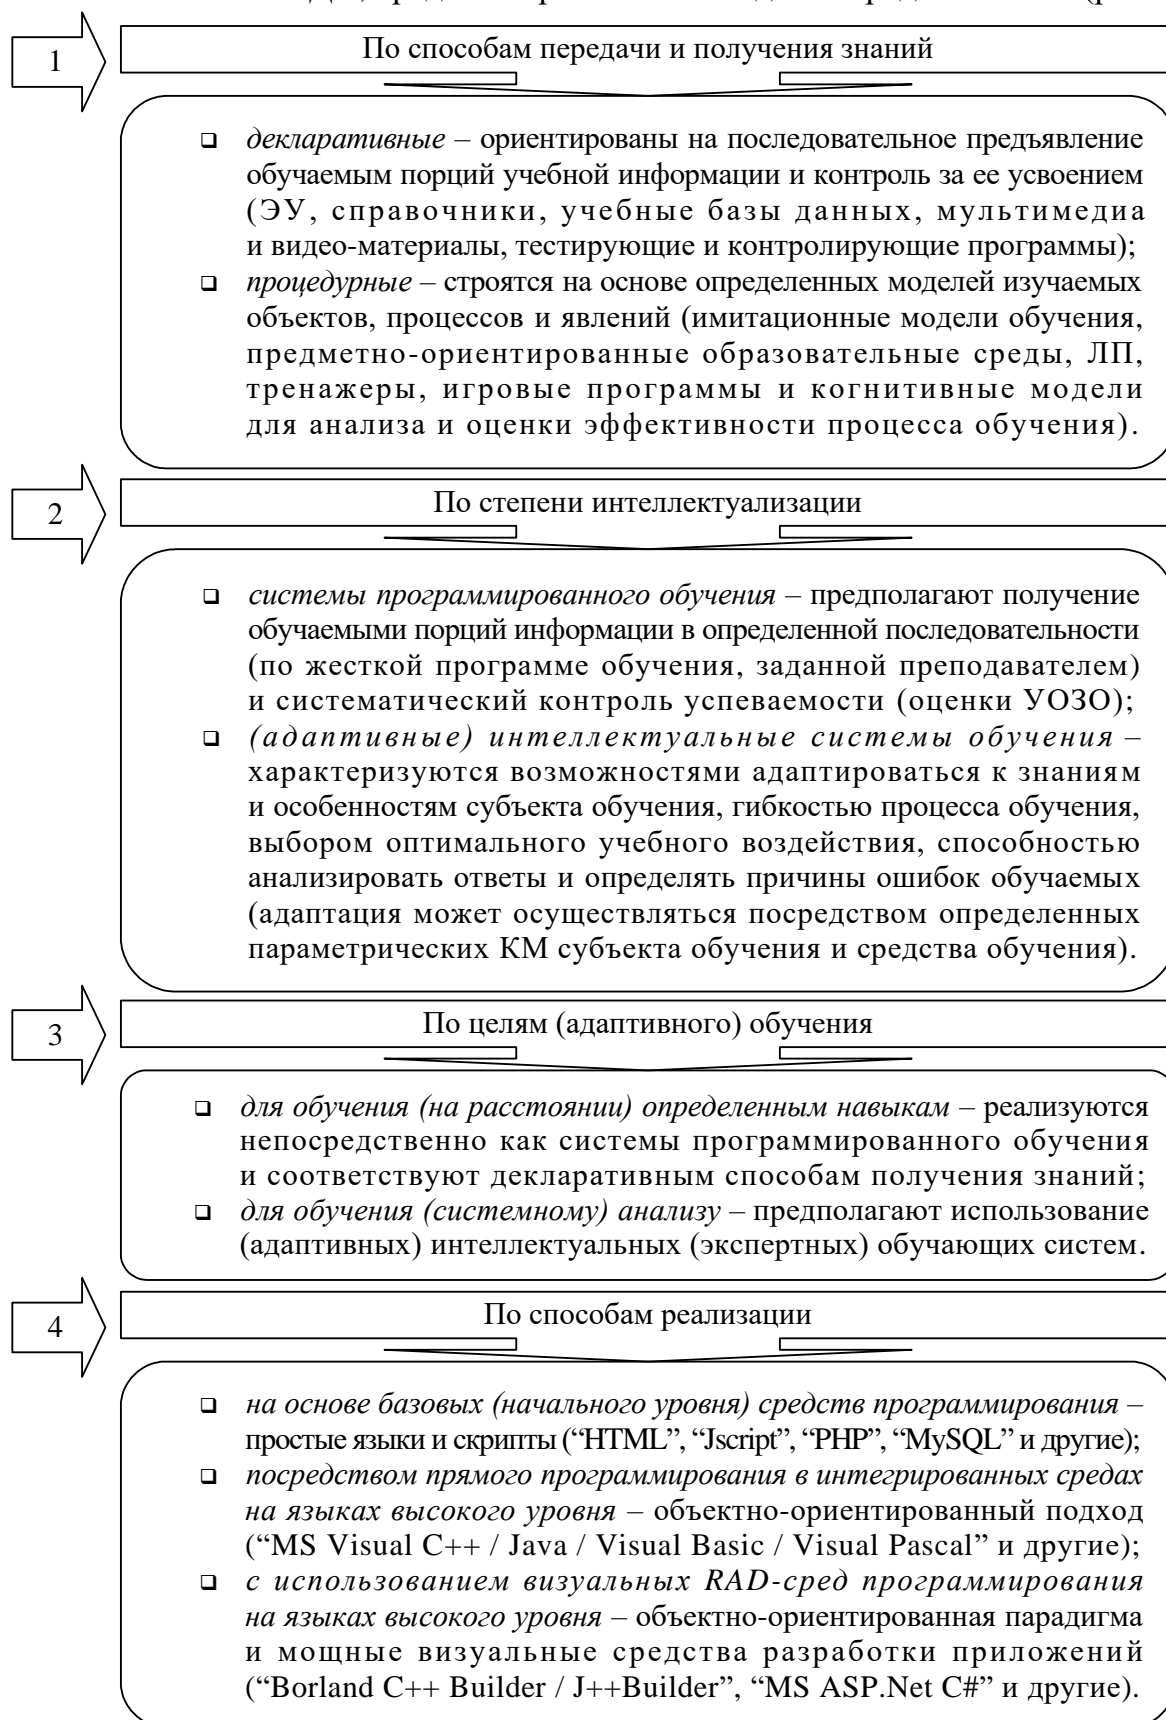 1
По способам передачи и получения знаний
❑ декларативные – ориентированы на последовательное предъявление
обучаемым порций учебной информации и контроль за ее усвоением
(ЭУ, справочники, учебные базы данных, мультимедиа
и видео-материалы, тестирующие и контролирующие программы);
❑ процедурные – строятся на основе определенных моделей изучаемых
объектов, процессов и явлений (имитационные модели обучения,
предметно-ориентированные образовательные среды, ЛП,
тренажеры, игровые программы и когнитивные модели
для анализа и оценки эффективности процесса обучения).
2
По степени интеллектуализации
❑ системы программированного обучения – предполагают получение
обучаемыми порций информации в определенной последовательности
(по жесткой программе обучения, заданной преподавателем)
и систематический контроль успеваемости (оценки УОЗО);
❑ (адаптивные) интеллектуальные системы обучения –
характеризуются возможностями адаптироваться к знаниям
и особенностям субъекта обучения, гибкостью процесса обучения,
выбором оптимального учебного воздействия, способностью
анализировать ответы и определять причины ошибок обучаемых
(адаптация может осуществляться посредством определенных
параметрических КМ субъекта обучения и средства обучения).
3
По целям (адаптивного) обучения
❑ для обучения (на расстоянии) определенным навыкам – реализуются
непосредственно как системы программированного обучения
и соответствуют декларативным способам получения знаний;
❑ для обучения (системному) анализу – предполагают использование
(адаптивных) интеллектуальных (экспертных) обучающих систем.
4
По способам реализации
❑ на основе базовых (начального уровня) средств программирования –
простые языки и скрипты (“HTML”, “Jscript”, “PHP”, “MySQL” и другие);
❑ посредством прямого программирования в интегрированных средах
на языках высокого уровня – объектно-ориентированный подход
(“MS Visual C++ / Java / Visual Basic / Visual Pascal” и другие);
❑ с использованием визуальных RAD-сред программирования
на языках высокого уровня – объектно-ориентированная парадигма
и мощные визуальные средства разработки приложений
(“Borland C++ Builder / J++Builder”, “MS ASP.Net C#” и другие).